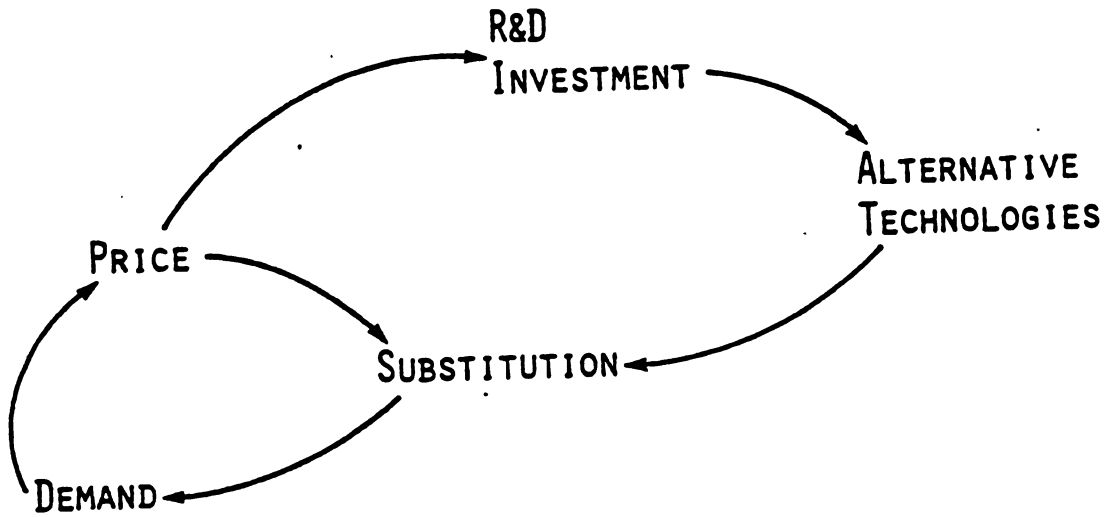 R&D
INVESTMENT
ALTERNATIVE
TECHNOLOGIES
PRICE
SUBSTITUTION
DEMAND